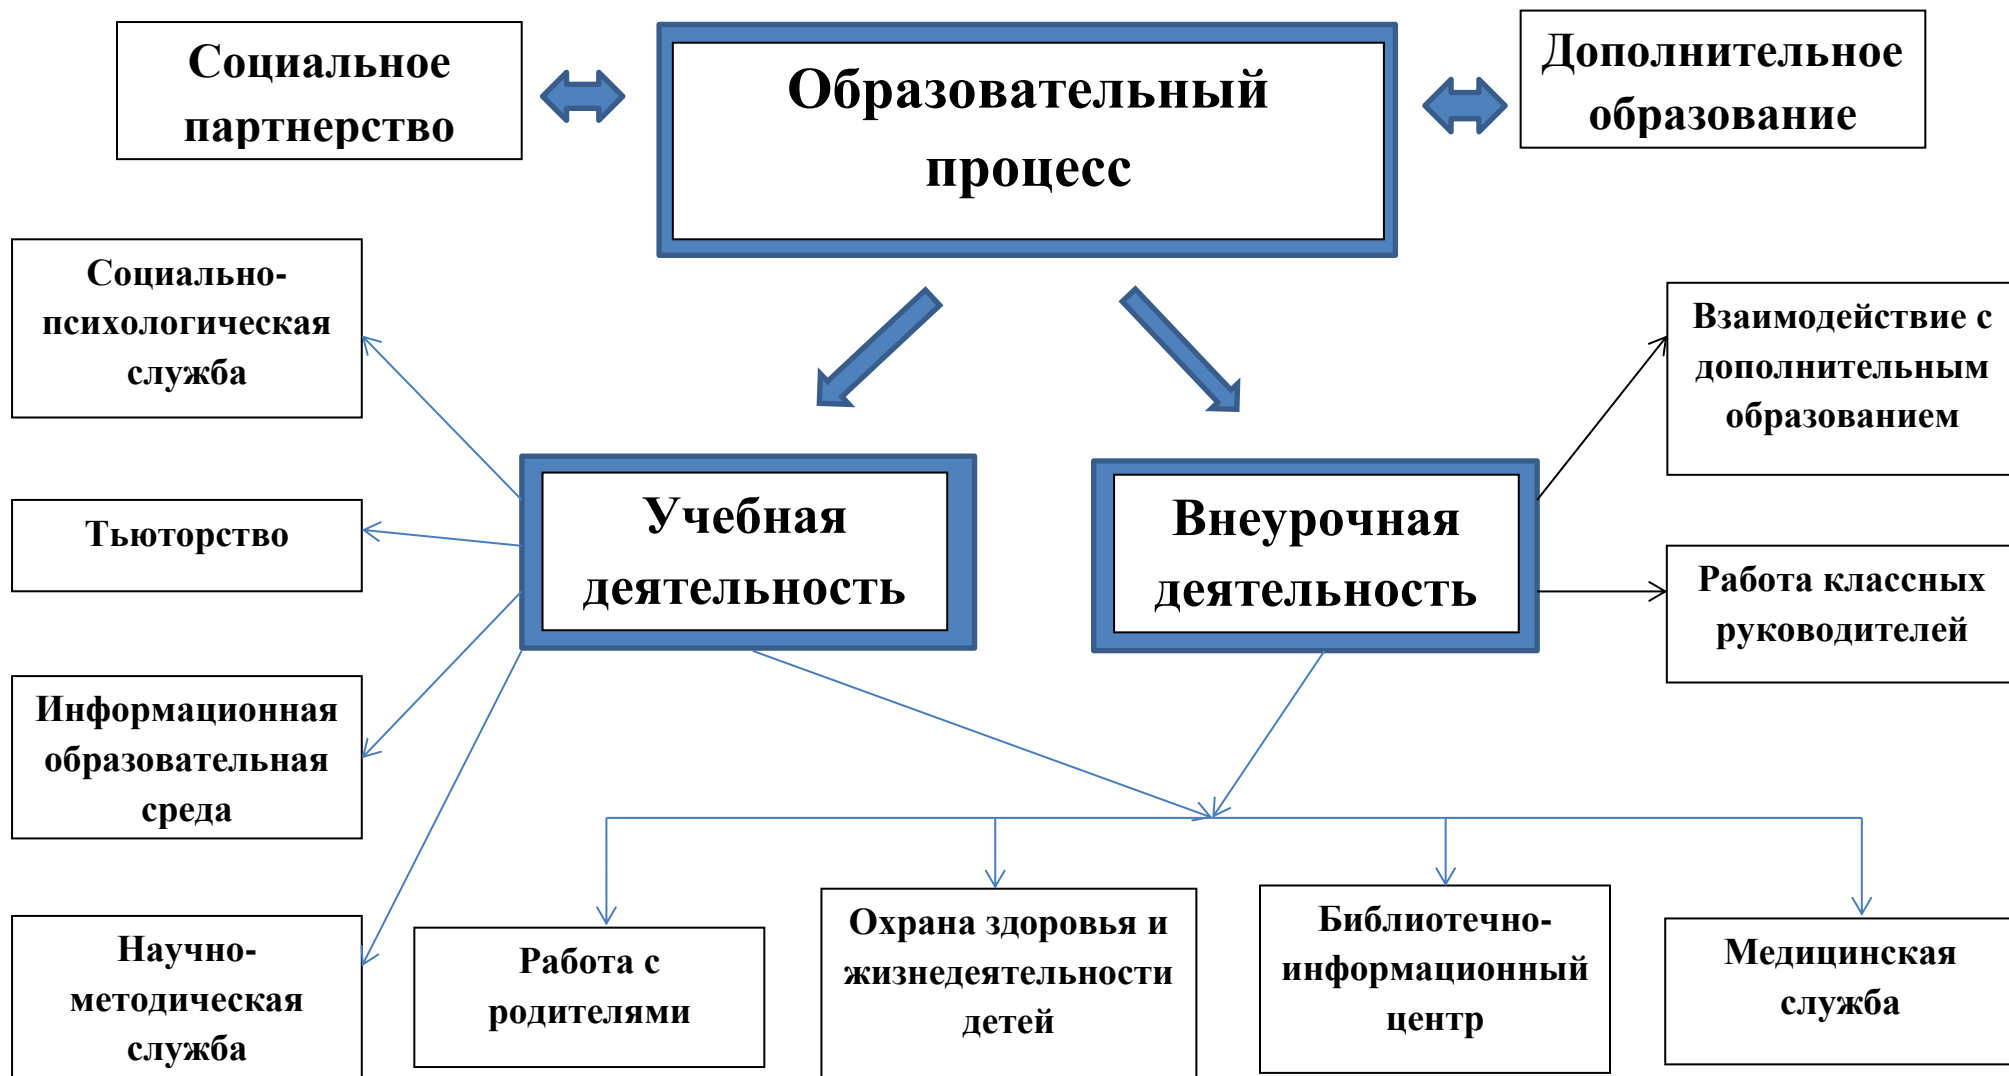 Социальное
партнерство
Образовательный
процесс
Дополнительное
образование
Социально-
психологическая
служба
Взаимодействие с
дополнительным
образованием
Учебная
деятельность
Внеурочная
деятельность
Тьюторство
Работа классных
руководителей
Информационная
образовательная
среда
Научно-
методическая
служба
Работа с
родителями
Охрана здоровья и
жизнедеятельности
детей
Библиотечно-
информационный
центр
Медицинская
служба